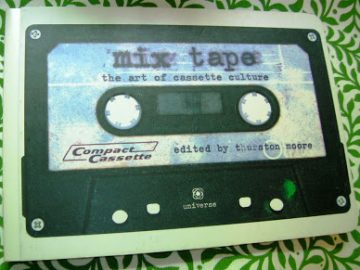 mix tape
the art of cassette culture
Compact
Cassette
edited by thurston moore
universe